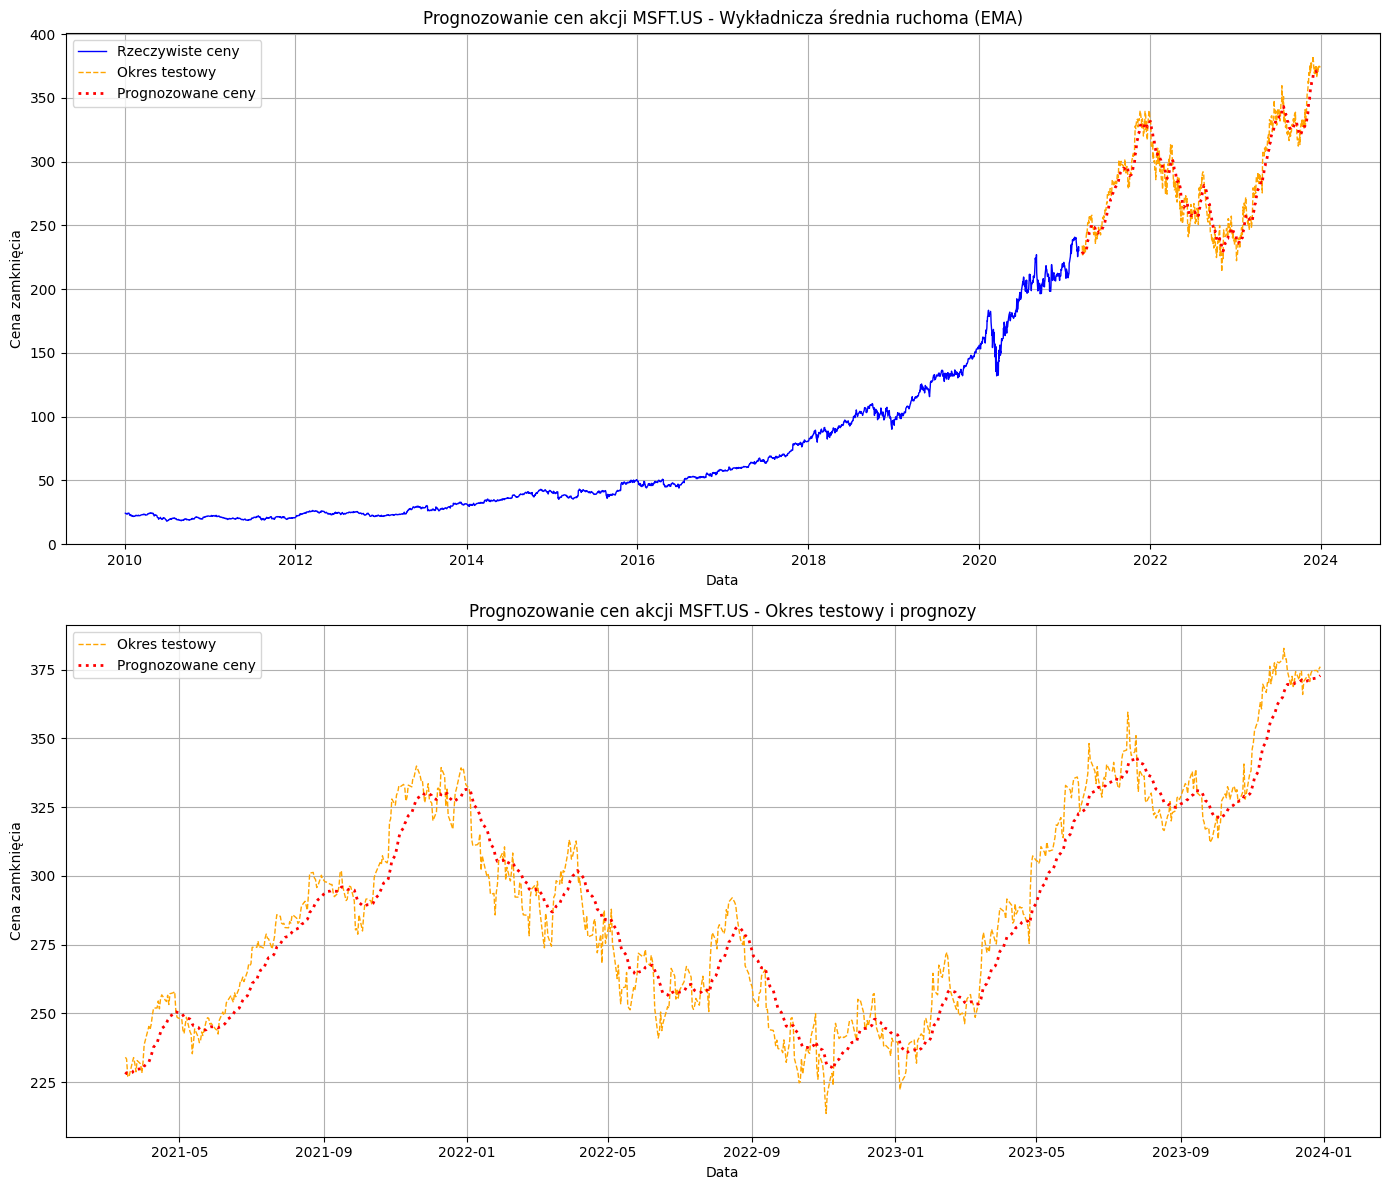 Prognozowanie cen akcji MSFT.US - Wykładnicza średnia ruchoma (EMA)
Rzeczywiste ceny
Okres testowy
Prognozowane ceny
Cena zamknięcia
400
350
300
250
200
150
100
50
0
2010 2012 2014 2016 2018 2020 2022 2024
Data
Prognozowanie cen akcji MSFT.US - Okres testowy i prognozy
Okres testowy
Prognozowane ceny
Cena zamknięcia
375
350
325
300
275
250
225
2021-05 2021-09 2022-01 2022-05 2022-09 2023-01 2023-05 2023-09 2024-01
Data